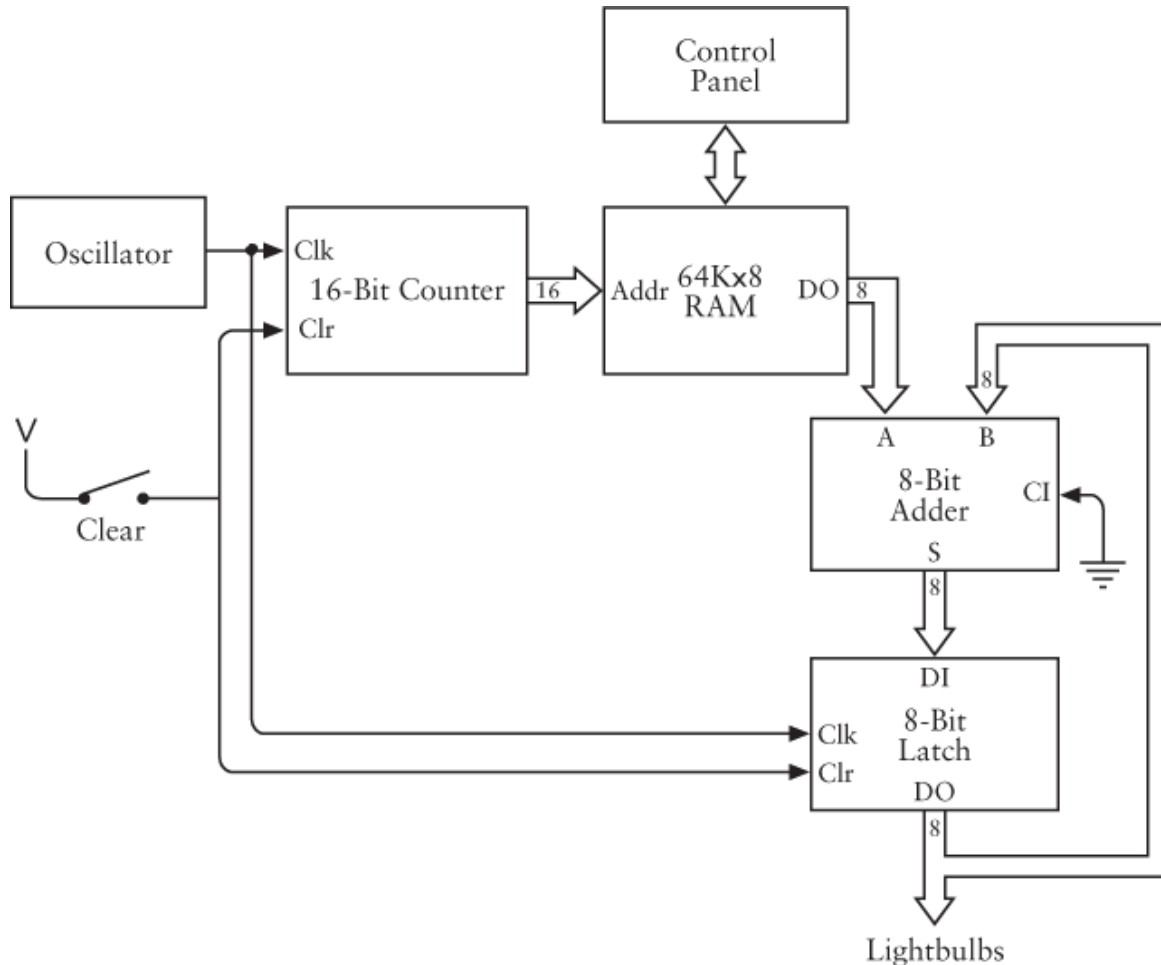 Control
Panel
Oscillator
Clk
16-Bit Counter
Clr
16
Addr
64Kx8
RAM
DO
8
8
V
Clear
A
B
8-Bit
Adder
CI
S
8
DI
8-Bit
Latch
Clk
Clr
DO
8
Lightbulbs